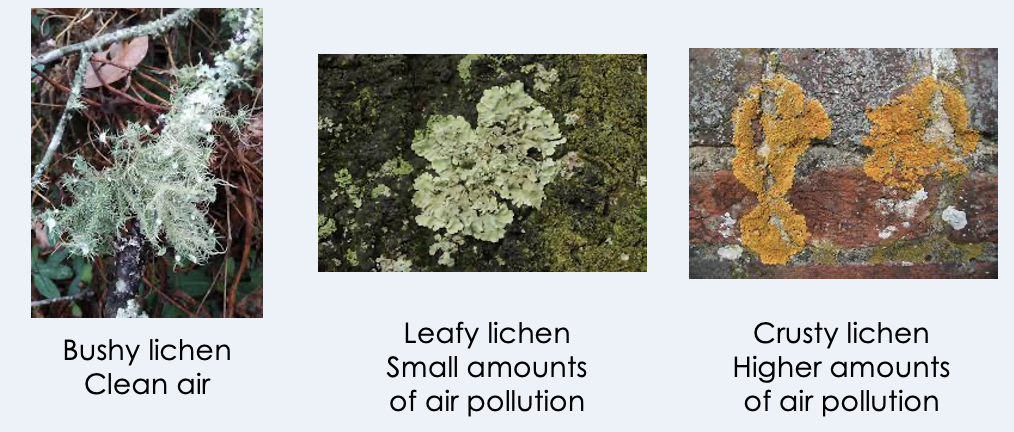 Bushy lichen
Clean air
Leafy lichen
Small amounts
of air pollution
Crusty lichen
Higher amounts
of air pollution